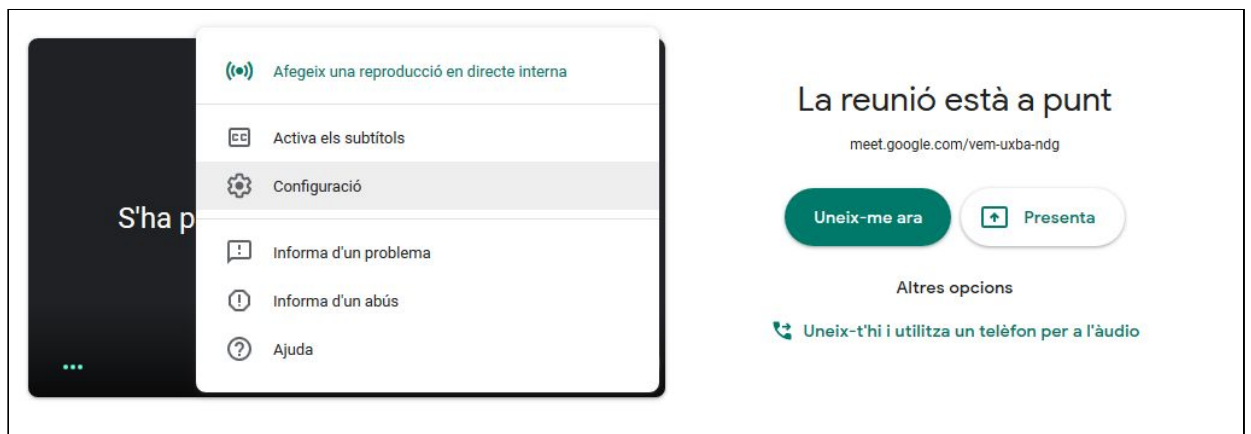 Afegeix una reproducció en directe interna
Activa els subtítols
Configuració
S'ha p
Informa d'un problema
Informa d'un abús
Ajuda
La reunió està a punt
meet.google.com/vem-uxba-ndg
Uneix-me ara
Presenta
Altres opcions
Uneix-t'hi i utilitza un telèfon per a l'àudio